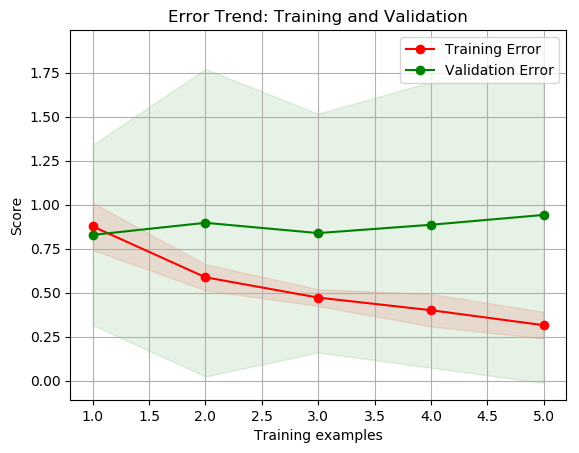 Error Trend: Training and Validation
Training Error
Validation Error
1.75
1.50
1.25
1.00
0.75
0.50
0.25
0.00
Score
1.0 1.5 2.0 2.5 3.0 3.5 4.0 4.5 5.0
Training examples